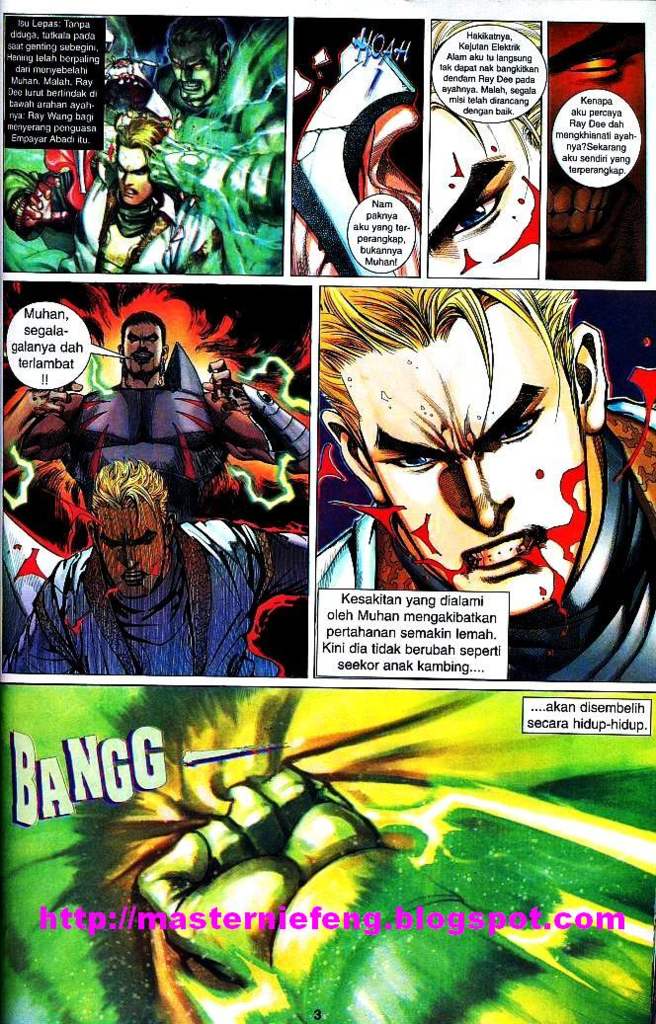 Isu Lepas: Tanpa
diduga, tatkala pada
saat genting sebegini,
Haning telah berpaling
dari menyebelahi
Muhan. Malah, Ray
Dee turut bertindak di
bawah arahan ayah-
nya: Ray Wang bagi
menyerang penguasa
Empayar Abadi itu.
HOAH
Nam
paknya
aku yang ter-
perangkap,
bukannya
Muhan!
Hakikatnya,
Kejutan Elektrik
Alam aku itu langsung
tak dapat nak bangkitkan
dendam Ray Dee pada
ayahnya. Malah, segala
misi telah dirancang
dengan baik.
Kenapa
aku percaya
Ray Dee dah
mengkhianati ayah-
nya?Sekarang
aku sendiri yang
terperangkap.
Muhan,
segala-
galanya dah
terlambat
!!
Kesakitan yang dialami
oleh Muhan mengakibatkan
pertahanan semakin lemah.
Kini dia tidak berubah seperti
seekor anak kambing....
....akan disembelih
secara hidup-hidup.
BANGG
http://masterniefeng.blogspot.com
3